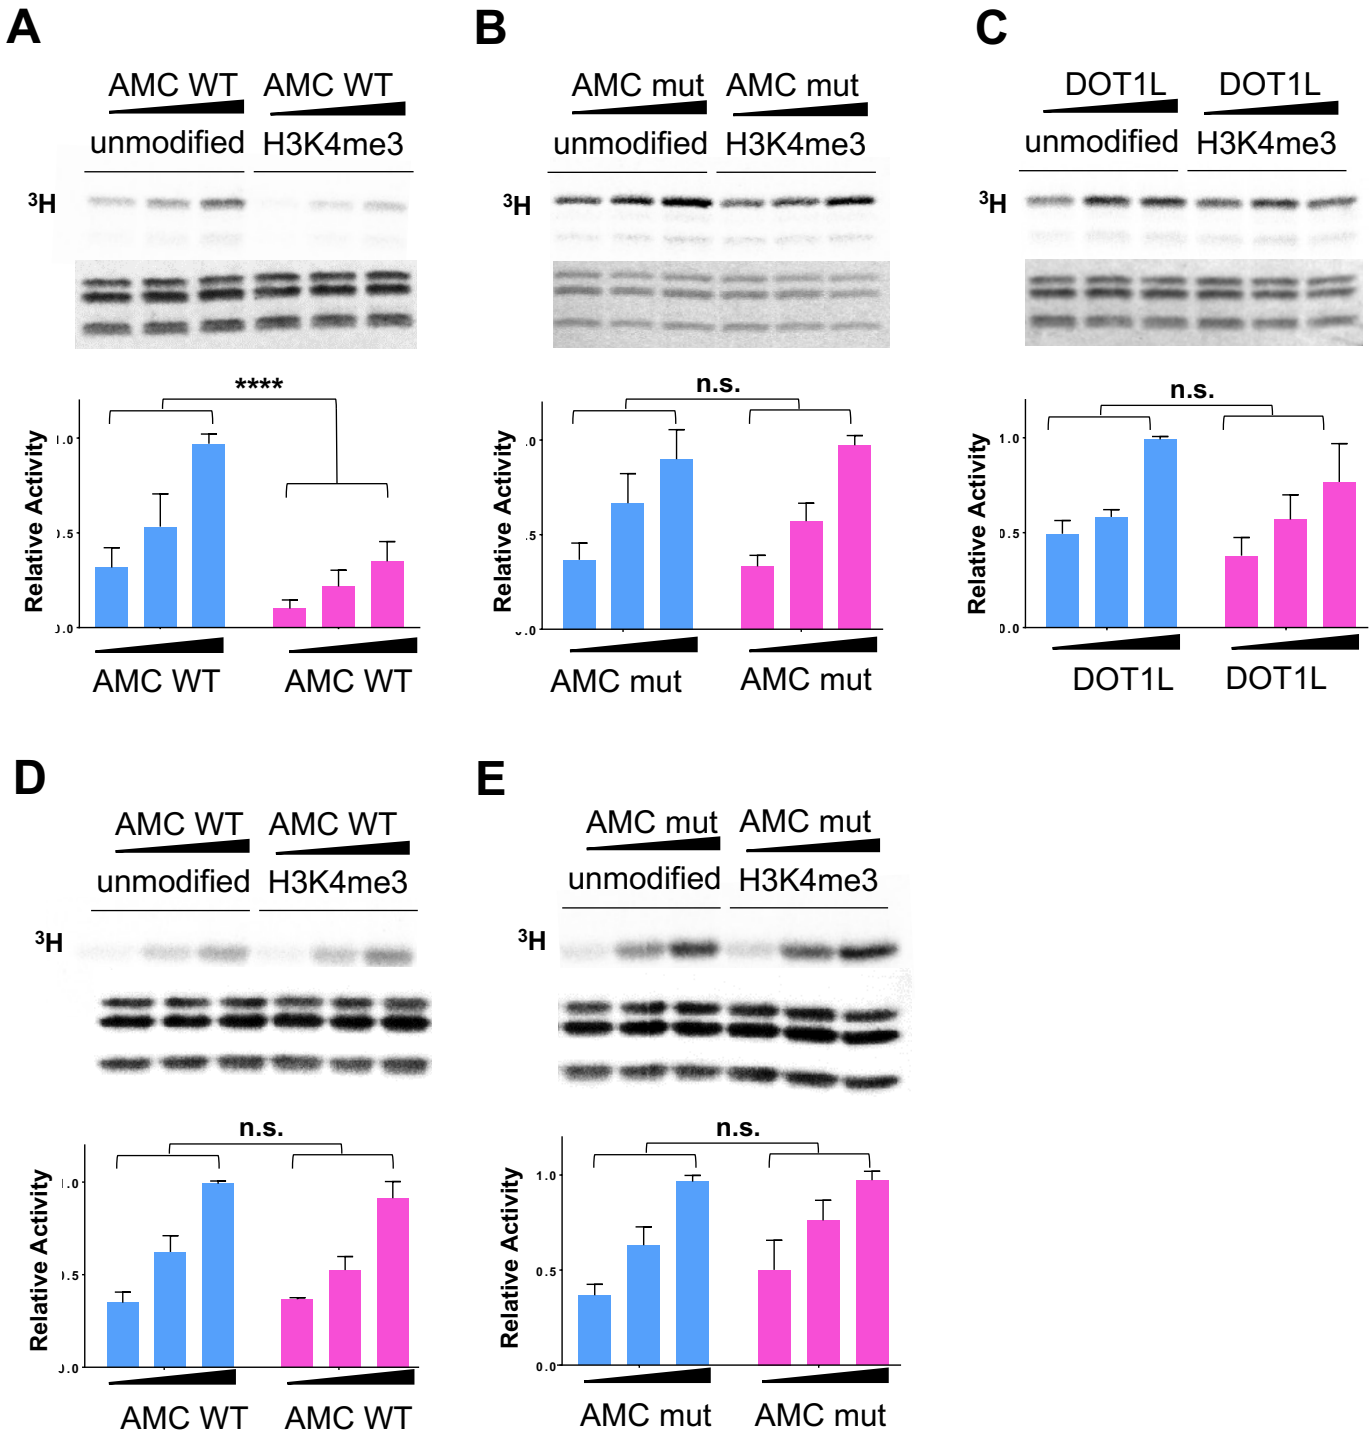 A
AMC WT AMC WT
unmodified H3K4me3
³H
****
Relative Activity
0.5
AMC WT AMC WT
B
AMC mut AMC mut
unmodified H3K4me3
³H
n.s.
Relative Activity
AMC mut AMC mut
C
DOT1L DOT1L
unmodified H3K4me3
³H
n.s.
Relative Activity
1.0
0.0
DOT1L DOT1L
D
AMC WT AMC WT
unmodified H3K4me3
³H
n.s.
Relative Activity
AMC WT AMC WT
E
AMC mut AMC mut
unmodified H3K4me3
³H
n.s.
Relative Activity
1.0
0.5
0.0
AMC mut AMC mut